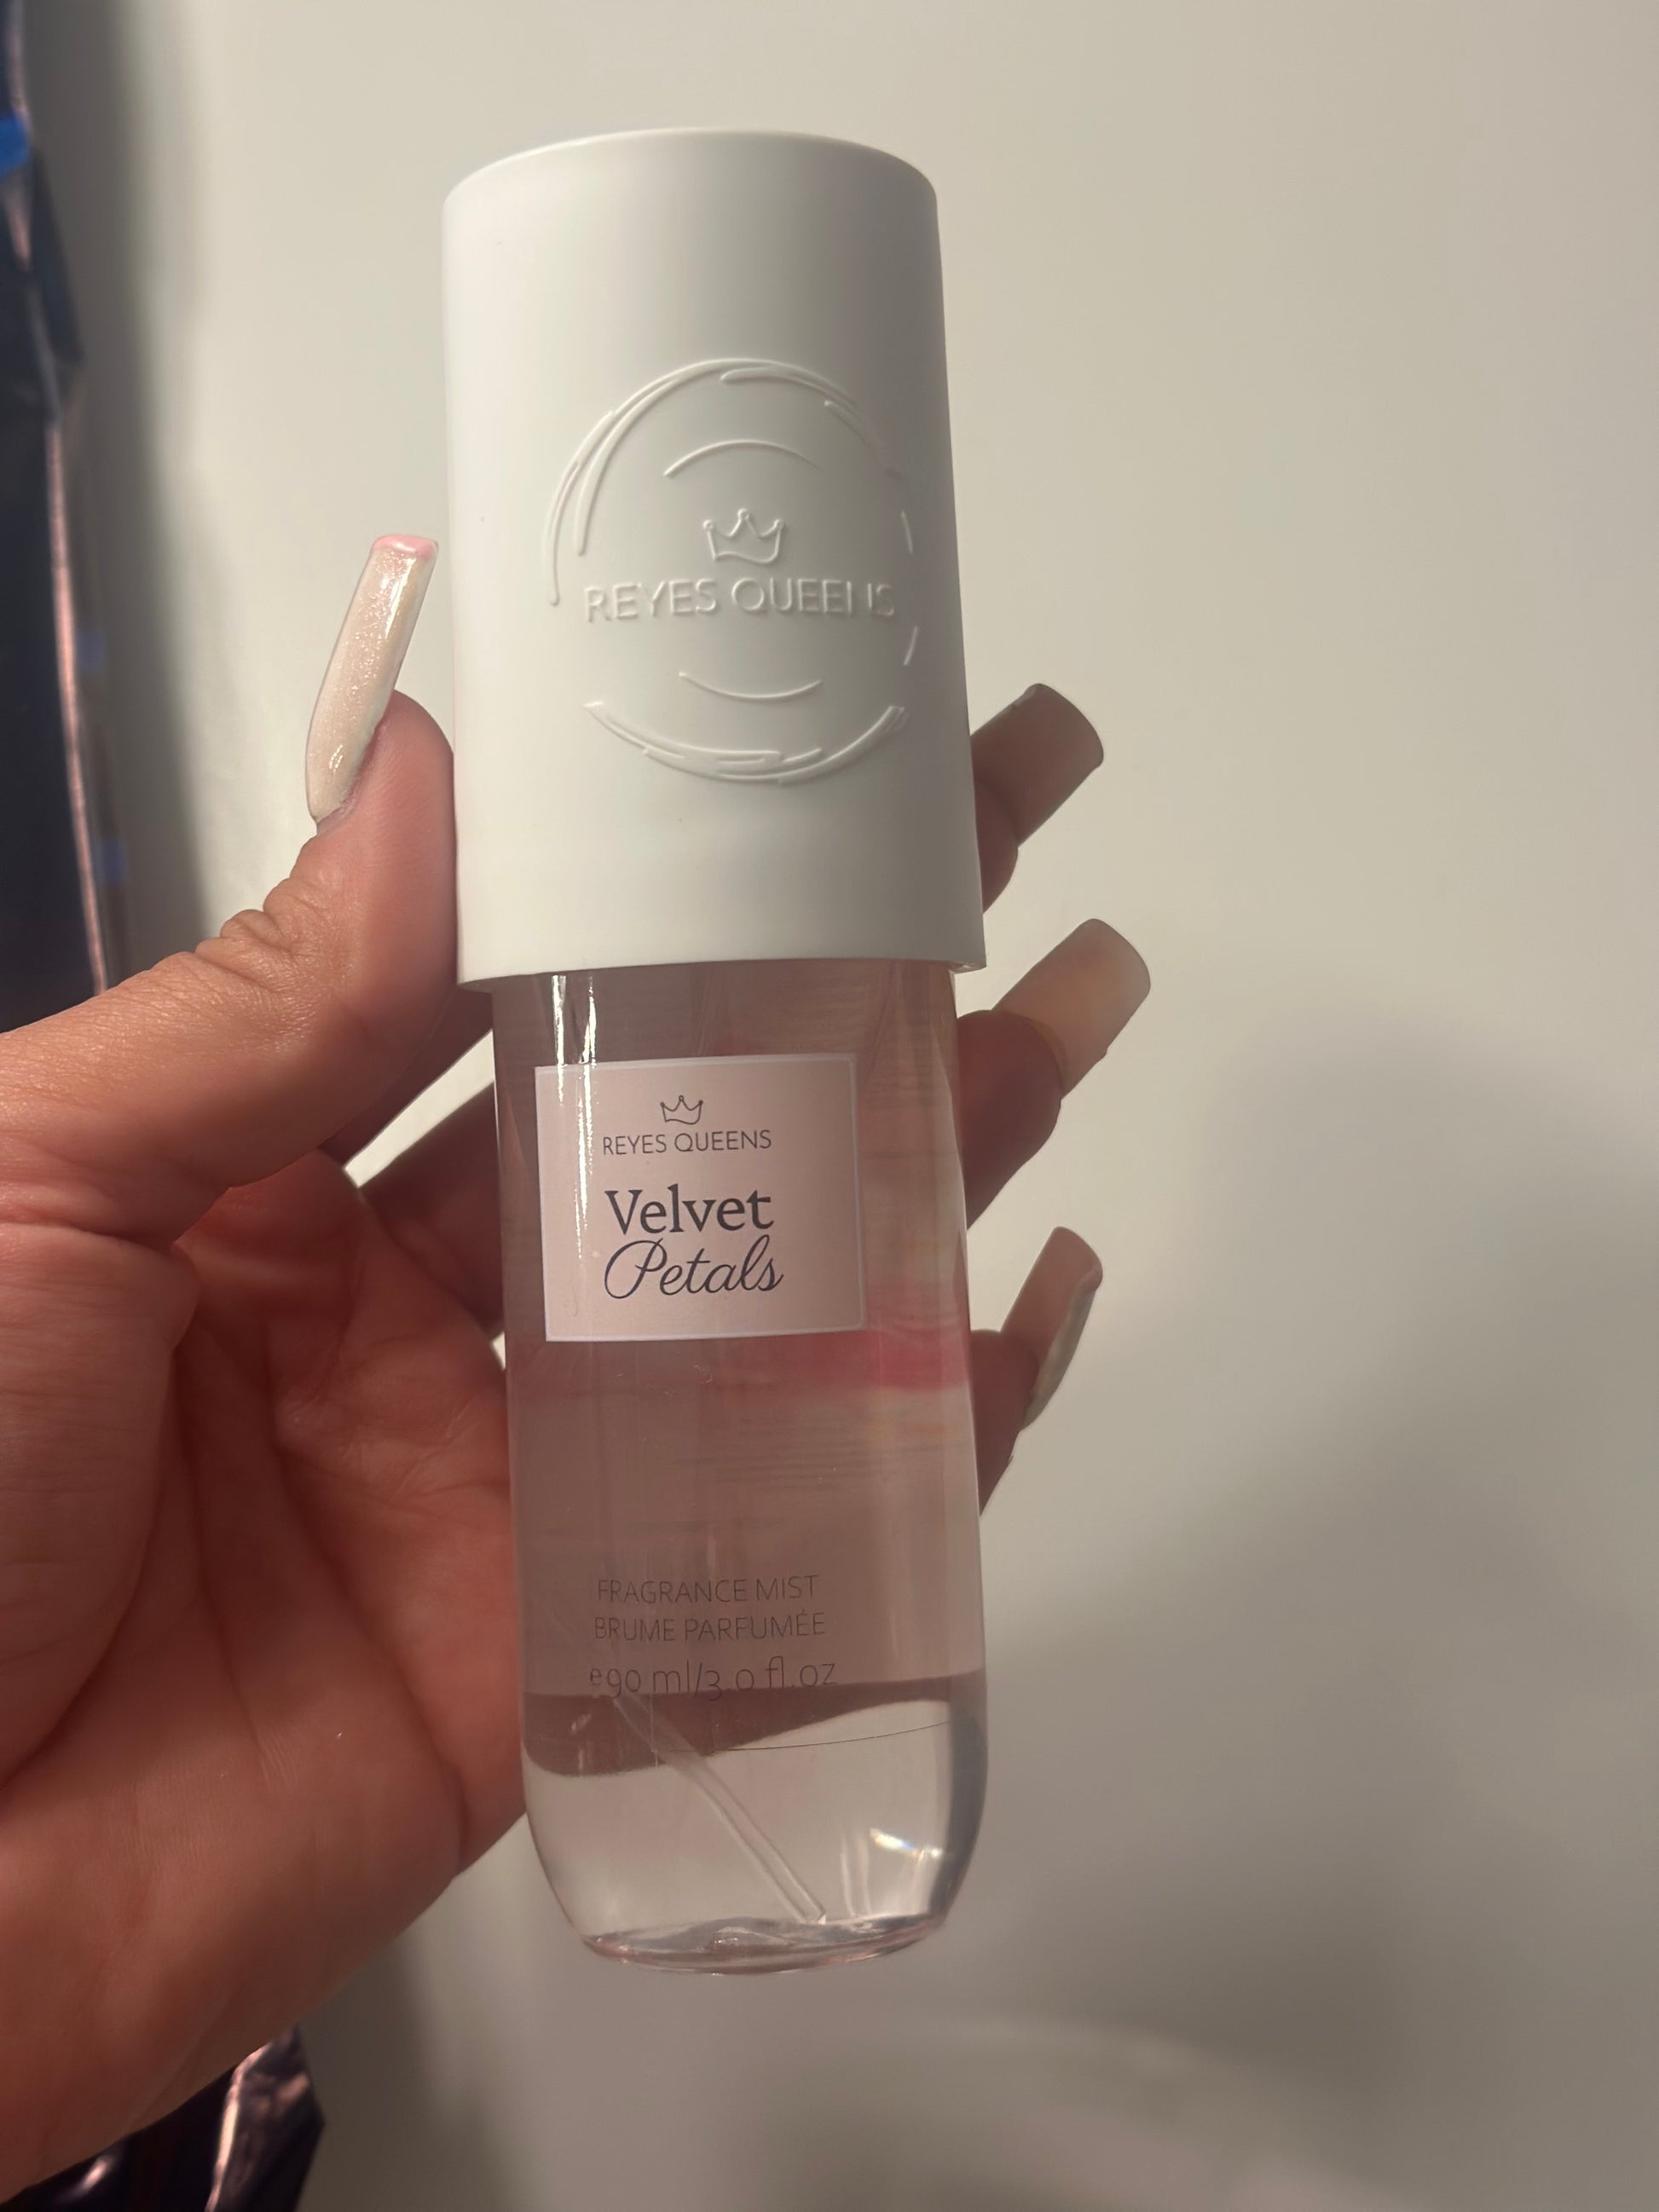 REYES QUEENS
REYES QUEENS
Velvet
Petals
FRAGRANCE MIST
BRUME PARFUMÉE
e90 ml/3.0 fl.oz